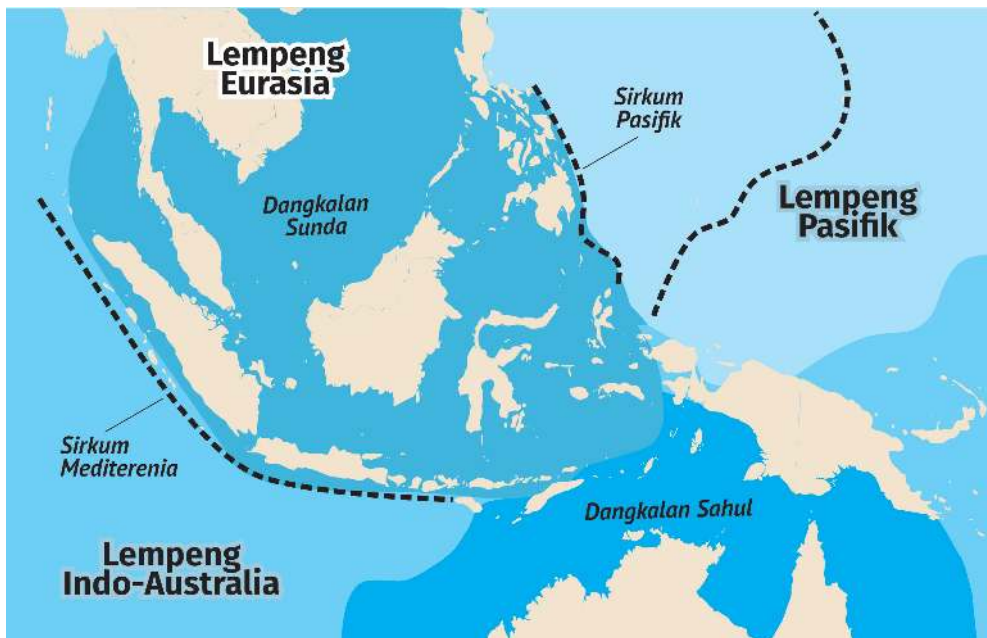 Lempeng
Eurasia
Sirkum
Pasifik
Dangkalan
Sunda
Lempeng
Pasifik
Sirkum
Mediterenia
Dangkalan Sahul
Lempeng
Indo-Australia